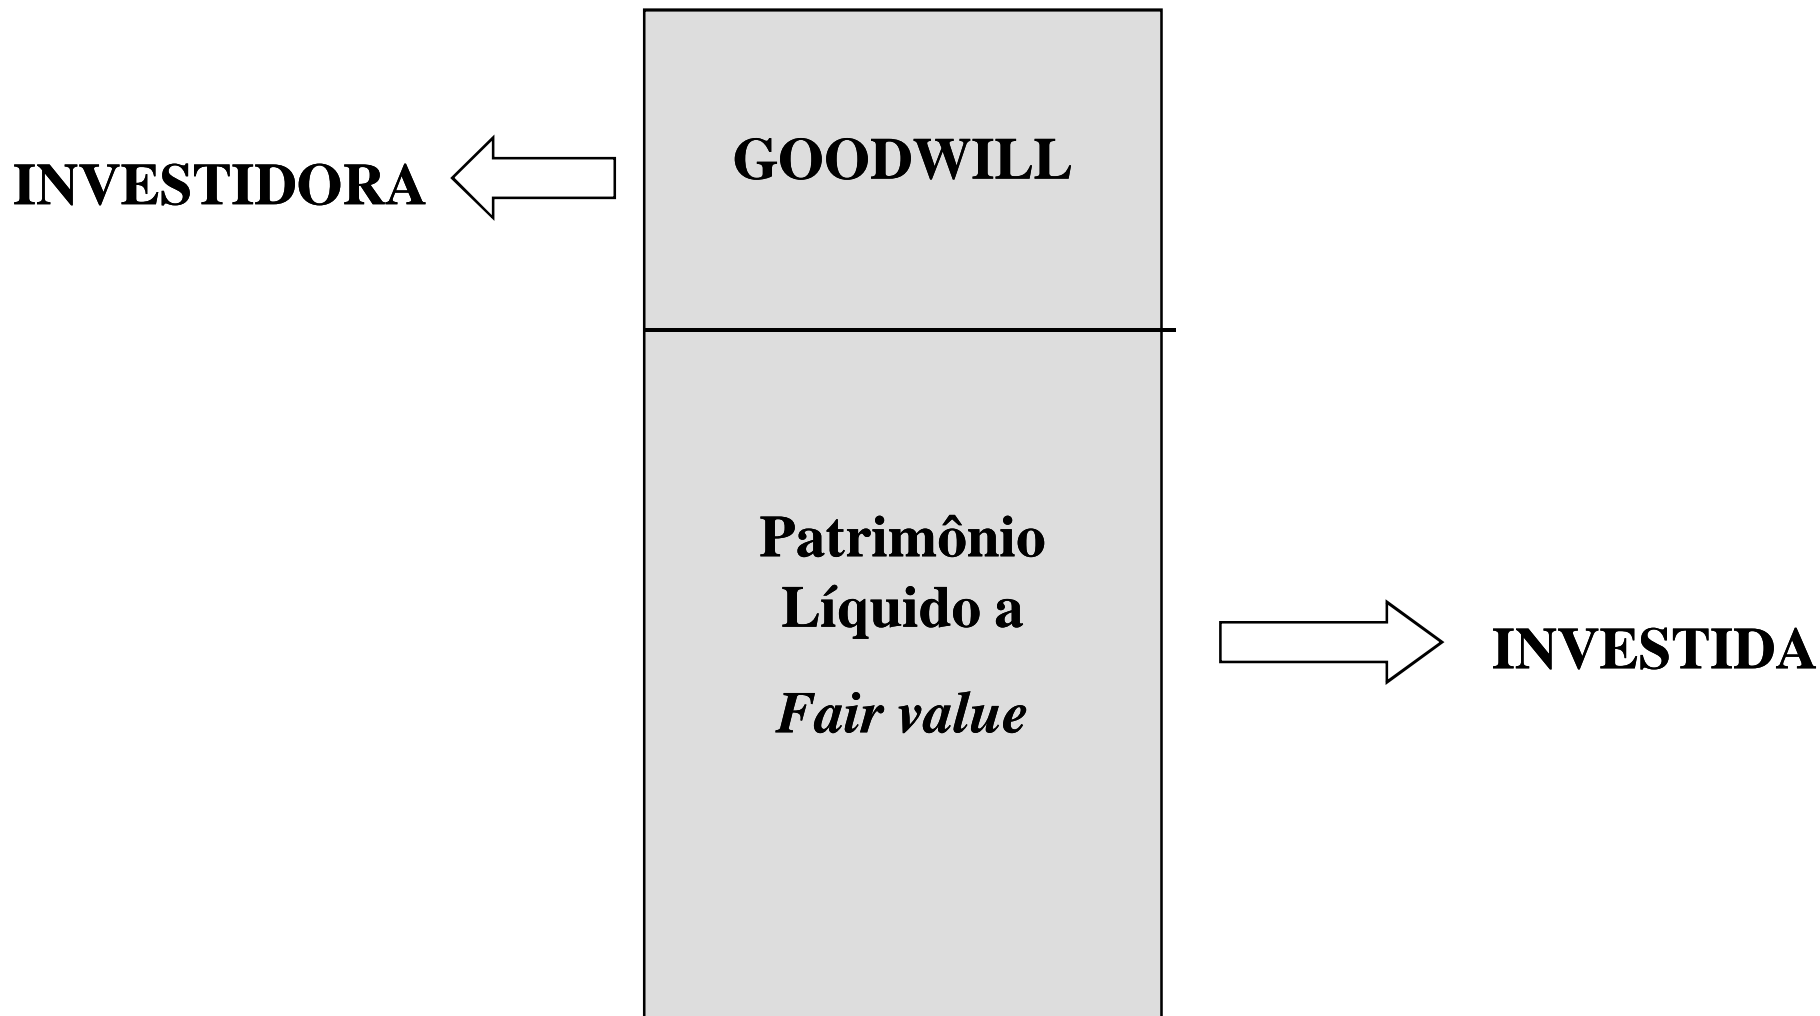 GOODWILL
INVESTIDORA
Patrimônio
Líquido a
Fair value
INVESTIDA